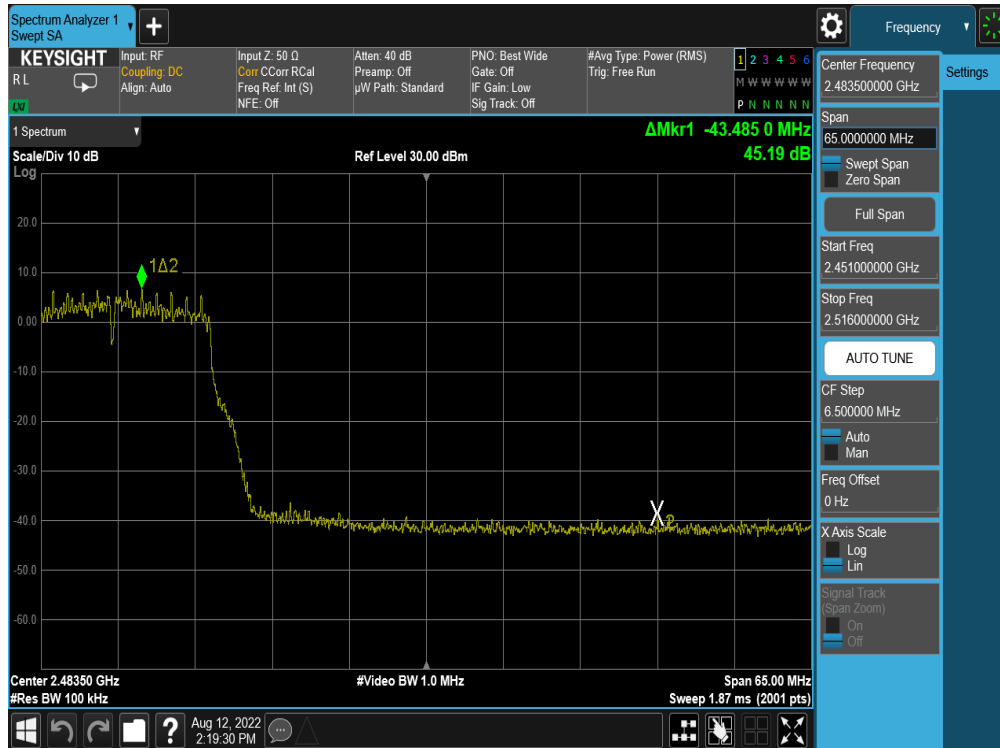 Spectrum Analyzer 1
Swept SA
Frequency
KEYSIGHT
R L
LXI
Input: RF
Coupling: DC
Align: Auto
Input Z: 50 Ω
Corr CCorr RCal
Freq Ref: Int (S)
NFE: Off
Atten: 40 dB
Preamp: Off
µW Path: Standard
PNO: Best Wide
Gate: Off
IF Gain: Low
Sig Track: Off
#Avg Type: Power (RMS)
Trig: Free Run
1 2 3 4 5 6
M W W W W W
P N N N N N
1 Spectrum
ΔMkr1 -43.485 0 MHz
Scale/Div 10 dB
Ref Level 30.00 dBm
45.19 dB
Log
20.0
10.0
0.00
-10.0
-20.0
-30.0
-40.0
-50.0
-60.0
1Δ2
X2
Center 2.48350 GHz
#Video BW 1.0 MHz
Span 65.00 MHz
#Res BW 100 kHz
Sweep 1.87 ms (2001 pts)
Aug 12, 2022
2:19:30 PM
Center Frequency
2.483500000 GHz
Settings
Span
65.0000000 MHz
Swept Span
Zero Span
Full Span
Start Freq
2.451000000 GHz
Stop Freq
2.516000000 GHz
AUTO TUNE
CF Step
6.500000 MHz
Auto
Man
Freq Offset
0 Hz
X Axis Scale
Log
Lin
Signal Track
(Span Zoom)
On
Off